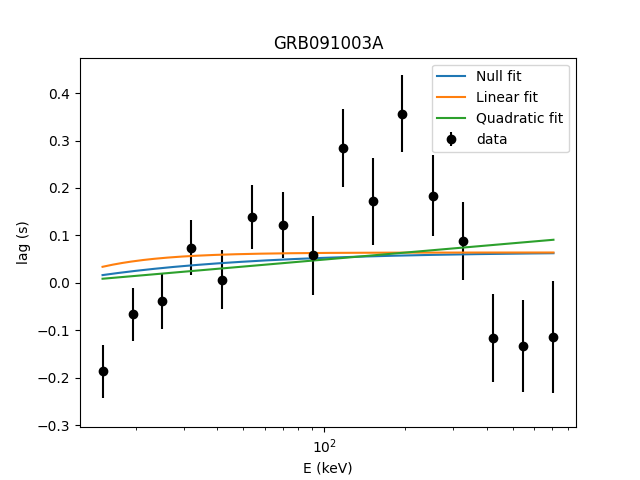 GRB091003A
Null fit
Linear fit
Quadratic fit
data
lag (s)
0.4
0.3
0.2
0.1
0.0
−0.1
−0.2
−0.3
10²
E (keV)